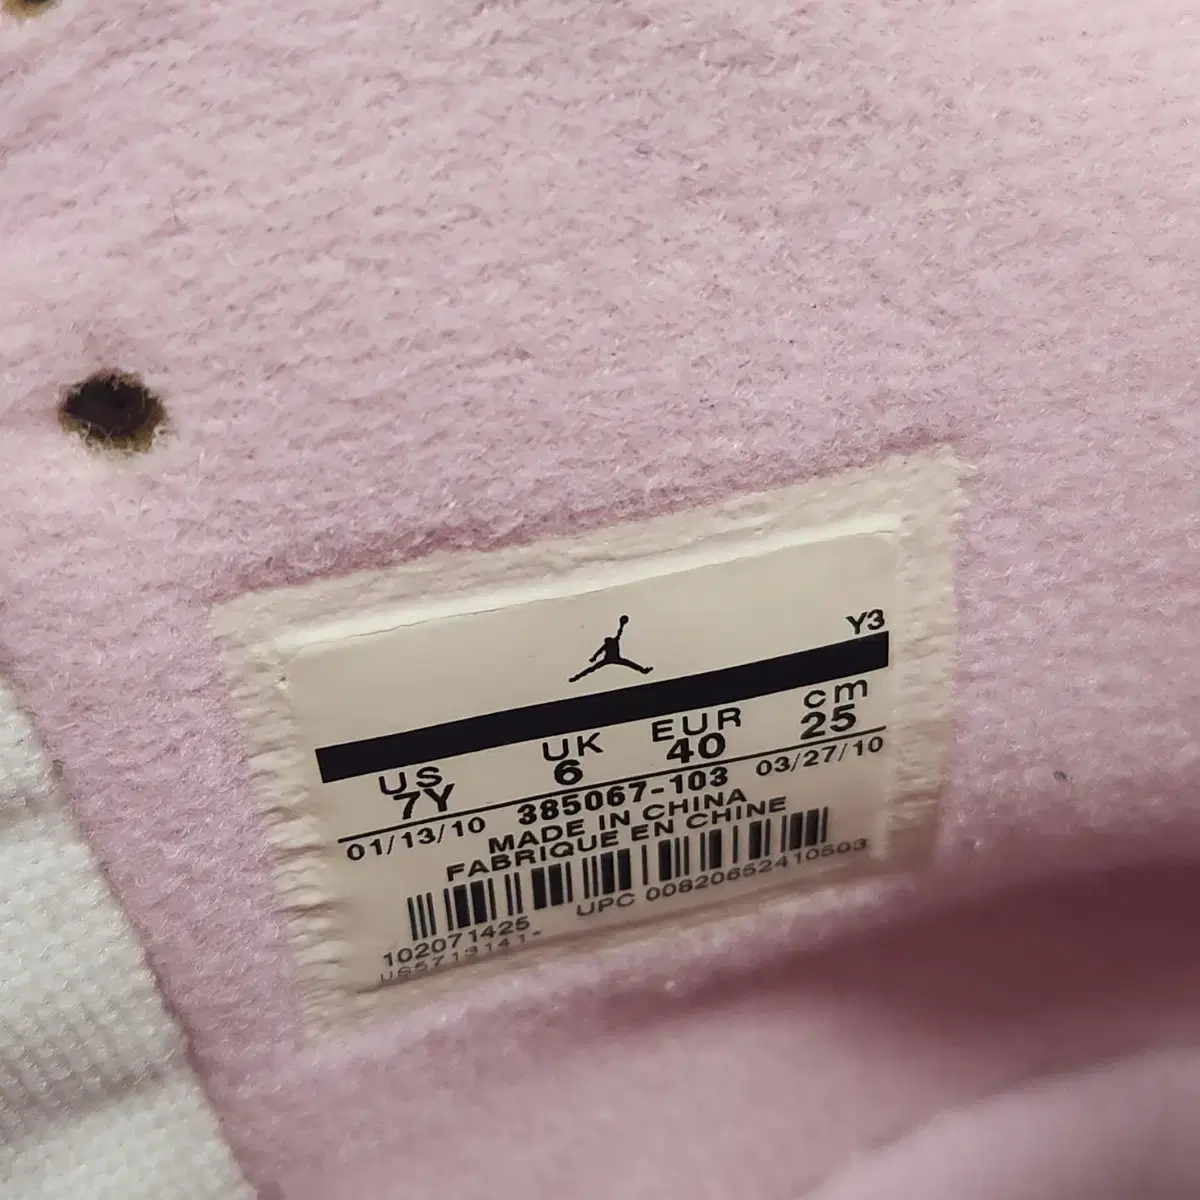 Y3
US UK EUR cm
7Y 6 40 25
01/13/10 385067-103 03/27/10
MADE IN CHINA
FABRIQUE EN CHINE
102071425 UPC 00820652410503
US5713141-